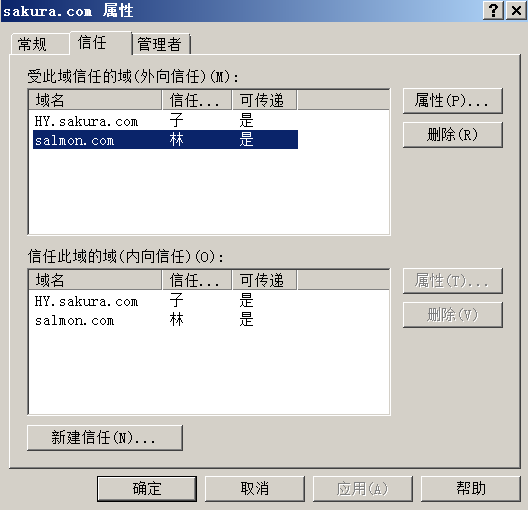 sakura.com 属性
常规 信任 管理者
受此域信任的域(外向信任)(M):
域名 信任... 可传递
HY.sakura.com 子 是
salmon.com 林 是
属性(P)...
删除(R)
信任此域的域(内向信任)(O):
域名 信任... 可传递
HY.sakura.com 子 是
salmon.com 林 是
属性(T)...
删除(V)
新建信任(N)...
确定 取消 应用(A) 帮助